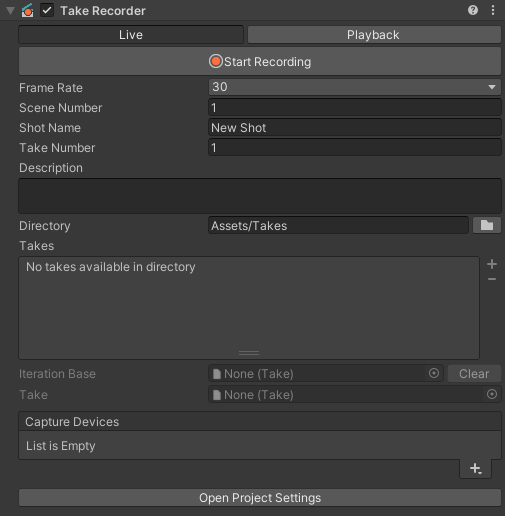 Take Recorder
Live Playback
Start Recording
Frame Rate 30
Scene Number 1
Shot Name New Shot
Take Number 1
Description
Directory Assets/Takes
Takes
No takes available in directory
Iteration Base None (Take) Clear
Take None (Take)
Capture Devices
List is Empty
Open Project Settings